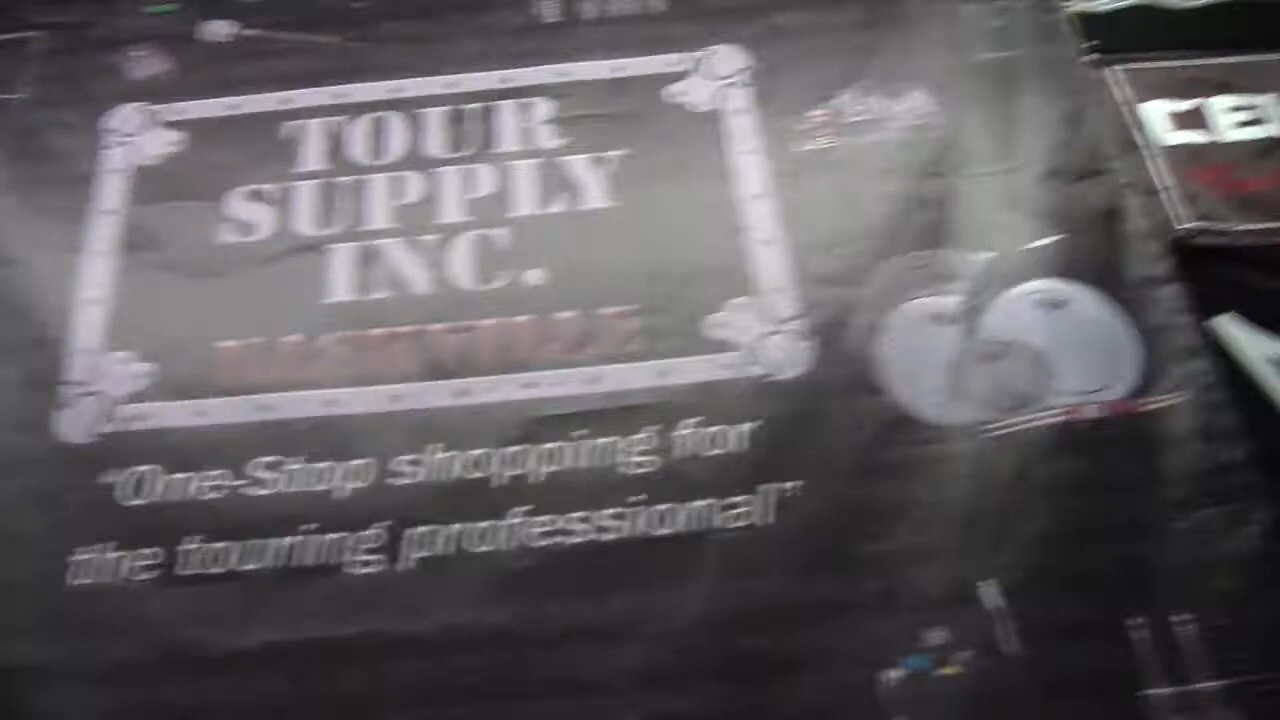 TOUR
SUPPLY
INC.
"One-Stop shopping for
the touring professional"